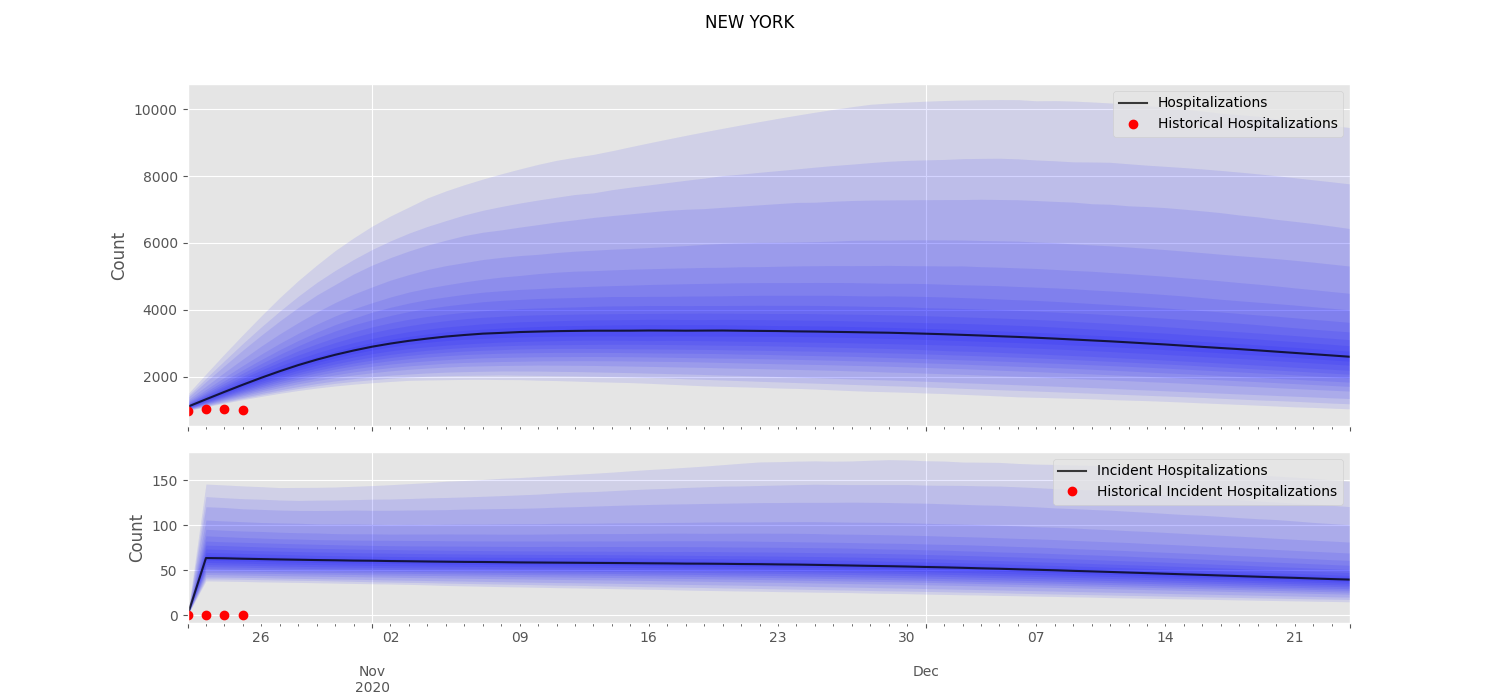 NEW YORK
10000
8000
6000
4000
2000
Count
Hospitalizations
Historical Hospitalizations
150
100
50
0
Count
Incident Hospitalizations
Historical Incident Hospitalizations
26 02 09 16 23 30 07 14 21
Nov Dec
2020